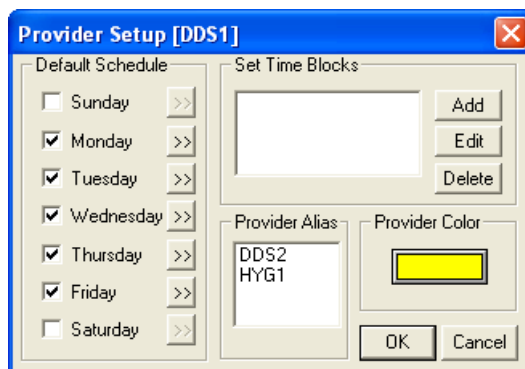 Provider Setup [DDS1]
Default Schedule
Sunday >>
Monday >>
Tuesday >>
Wednesday >>
Thursday >>
Friday >>
Saturday >>
Set Time Blocks
Add
Edit
Delete
Provider Alias
DDS2
HYG1
Provider Color
OK
Cancel